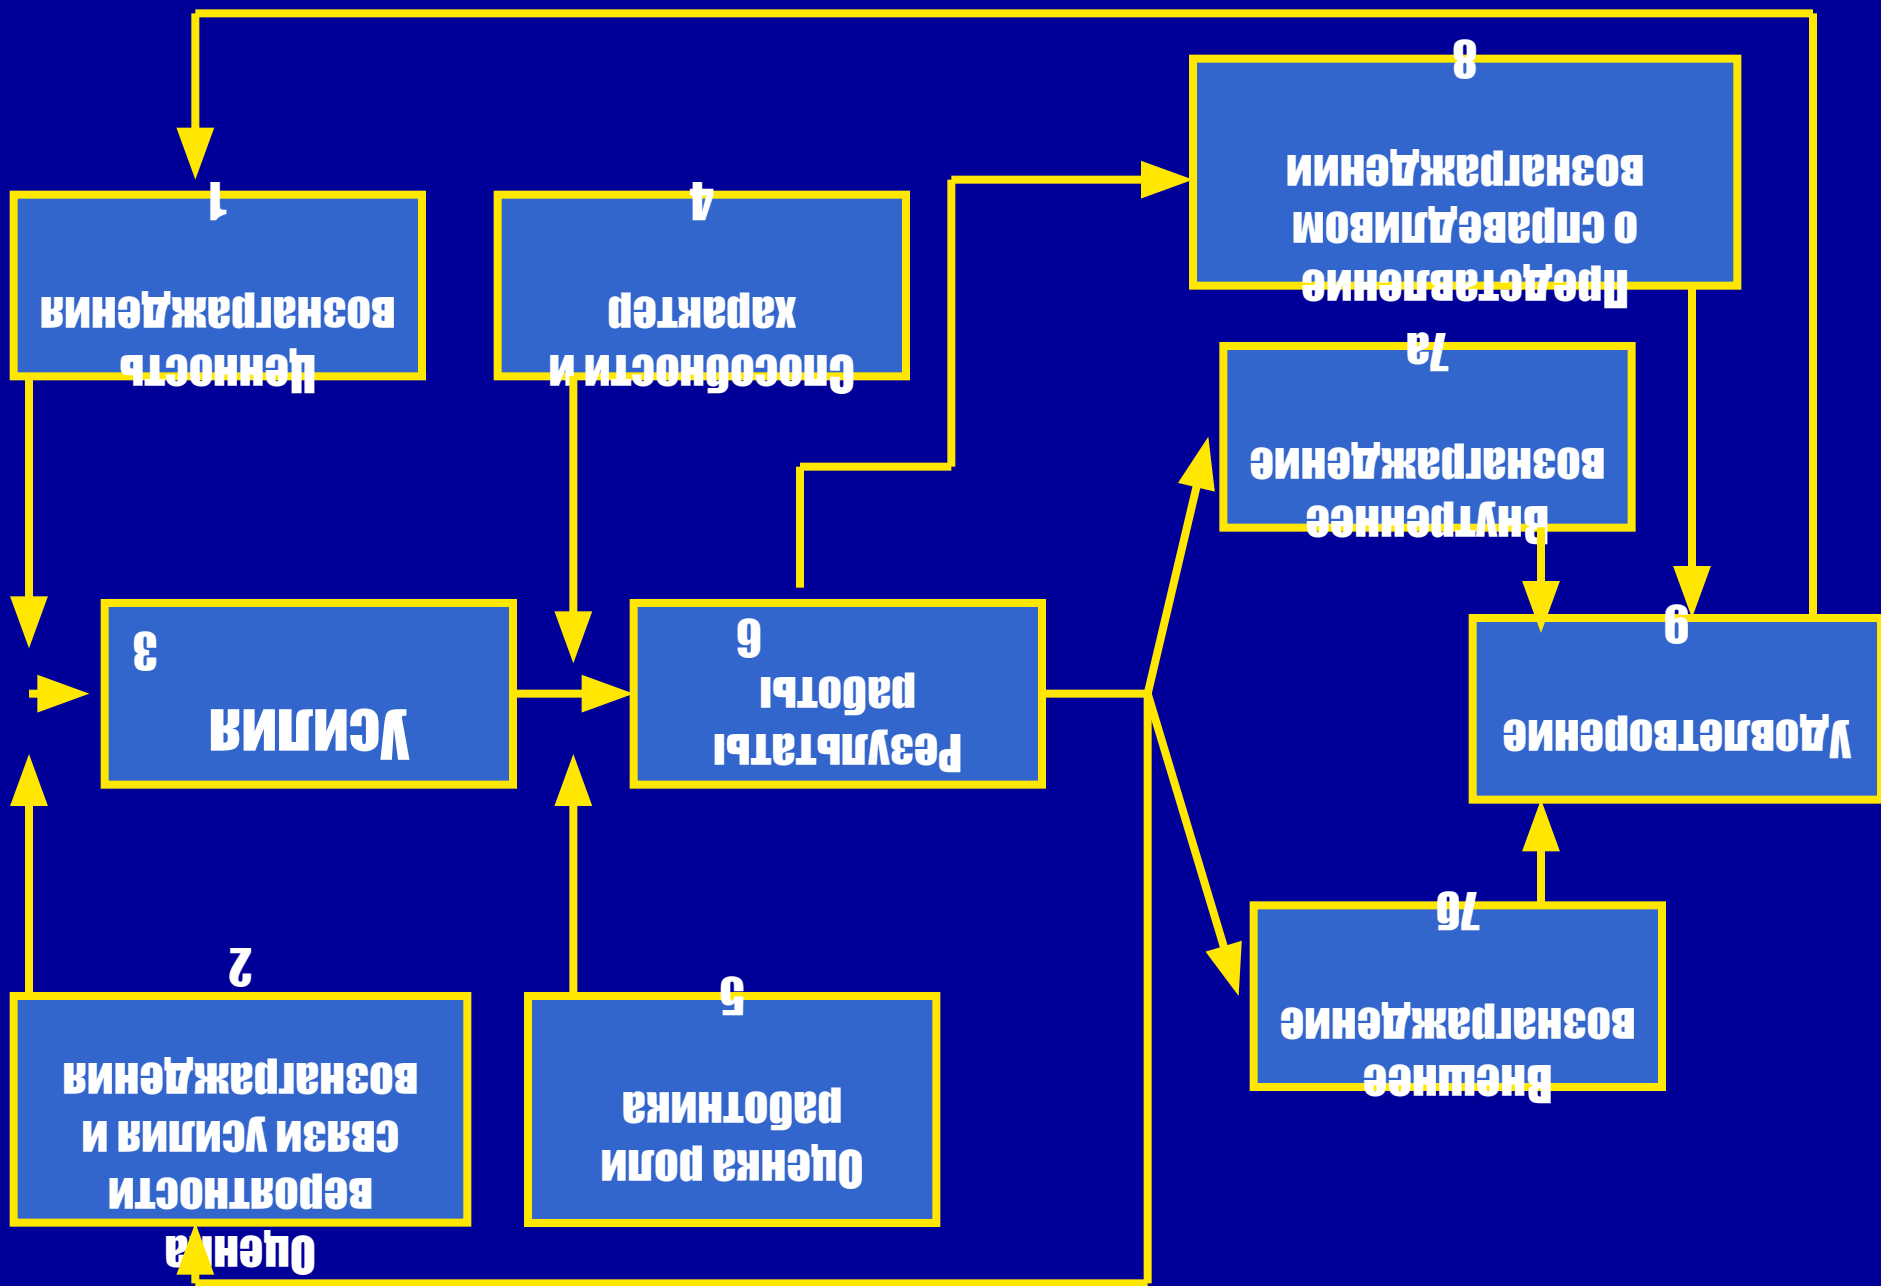 Ценность
вознаграждения
1
Способности и
характер
4
Представление
о справедливом
вознаграждении
8
Внутреннее
вознаграждение
7а
УСИЛИЯ
3
Результаты
работы
6
Удовлетворение
9
Оценка
вероятности
связи усилия и
вознаграждения
2
Оценка роли
работника
5
Внешнее
вознаграждение
7б